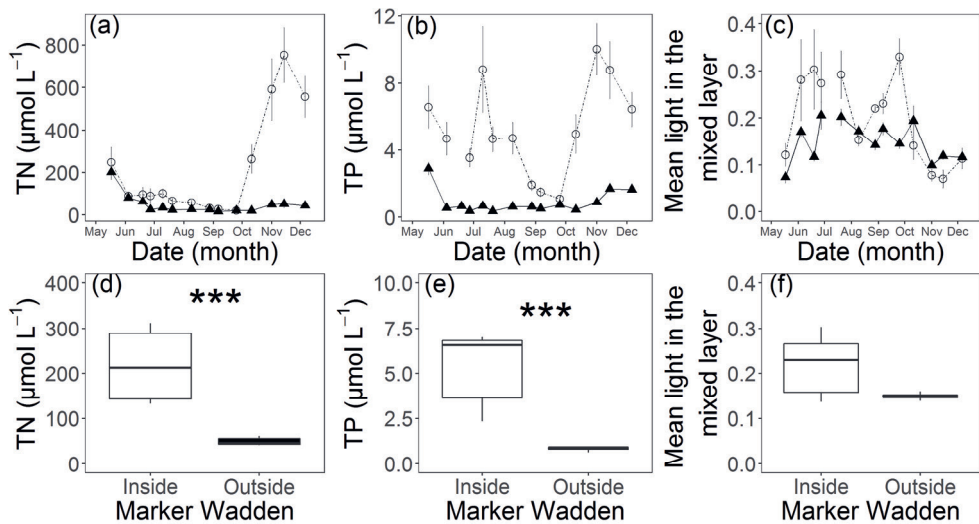 (a)
TN (µmol L⁻¹)
800
600
400
200
0
May Jun Jul Aug Sep Oct Nov Dec
Date (month)
(b)
TP (µmol L⁻¹)
12
8
4
0
May Jun Jul Aug Sep Oct Nov Dec
Date (month)
(c)
Mean light in the
mixed layer
0.4
0.3
0.2
0.1
0.0
May Jun Jul Aug Sep Oct Nov Dec
Date (month)
(d)
***
TN (µmol L⁻¹)
400
300
200
100
0
Inside Outside
Marker Wadden
(e)
***
TP (µmol L⁻¹)
10.0
7.5
5.0
2.5
0.0
Inside Outside
Marker Wadden
(f)
Mean light in the
mixed layer
0.4
0.3
0.2
0.1
0.0
Inside Outside
Marker Wadden